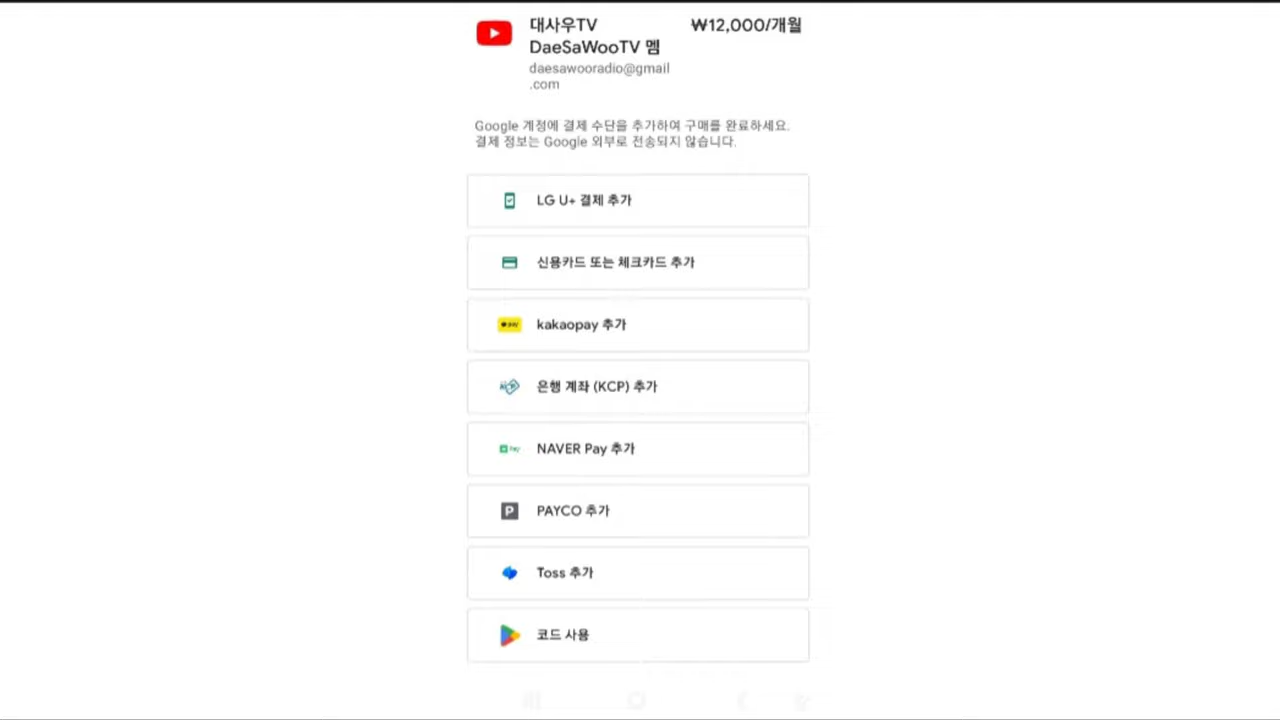 대사우TV
₩12,000/개월
DaeSaWooTV 멤
daesawooradio@gmail
.com
Google 계정에 결제 수단을 추가하여 구매를 완료하세요.
결제 정보는 Google 외부로 전송되지 않습니다.
LG U+ 결제 추가
신용카드 또는 체크카드 추가
pay
kakaopay 추가
은행 계좌 (KCP) 추가
pay
NAVER Pay 추가
P
PAYCO 추가
Toss 추가
코드 사용